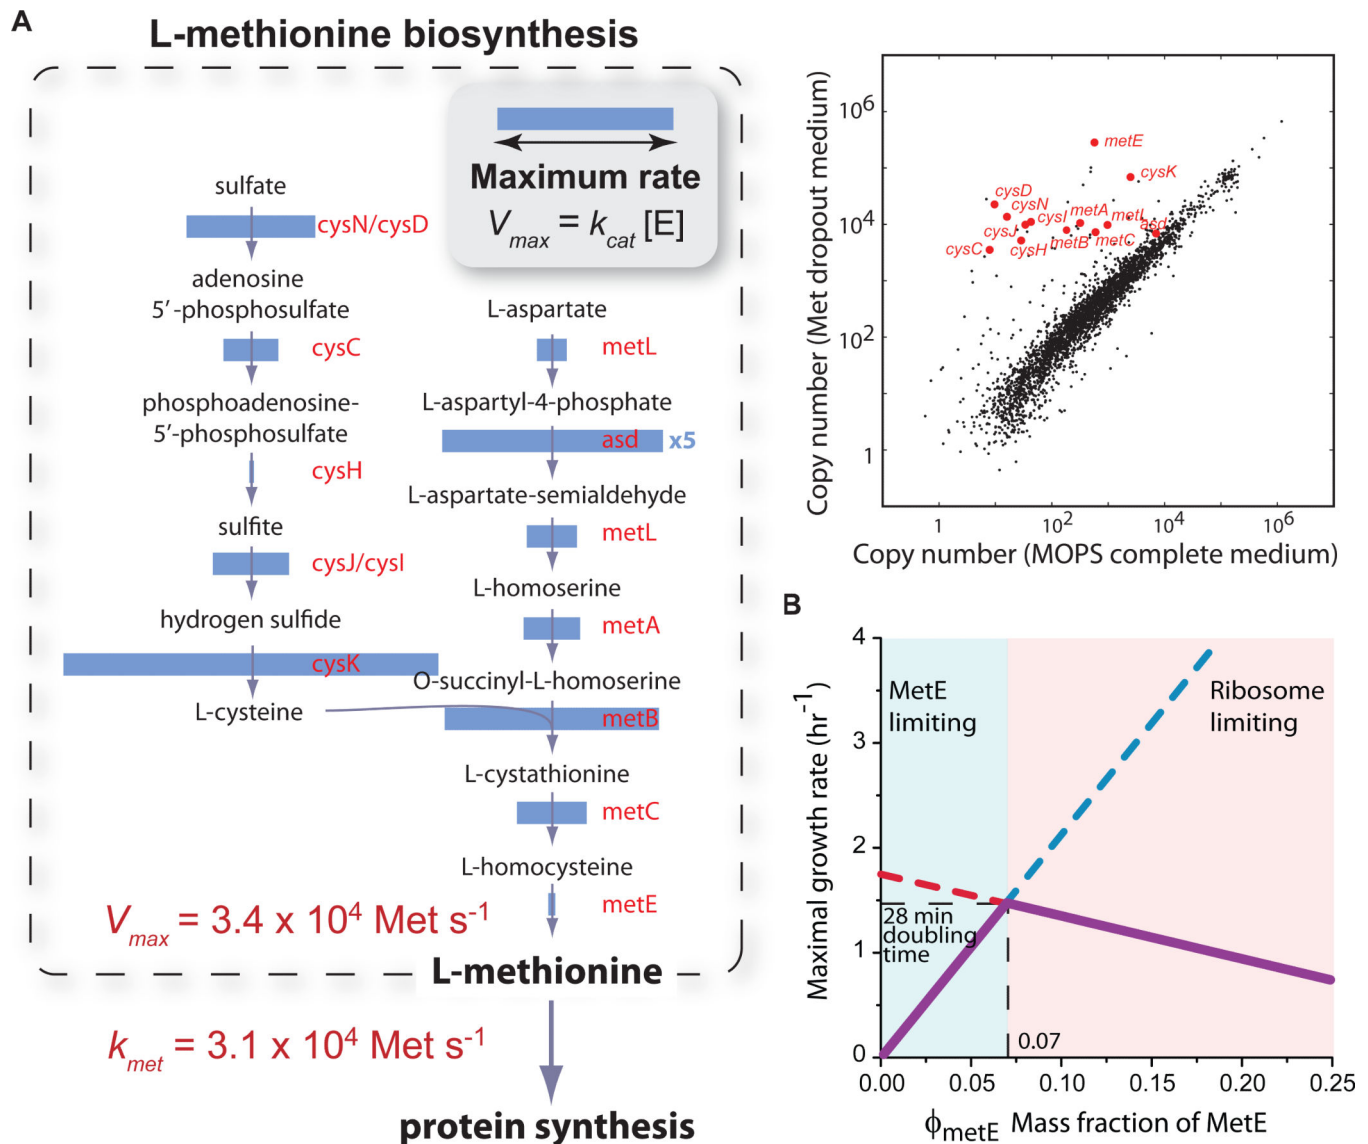 A
L-methionine biosynthesis
Maximum rate
Vmax = kcat [E]
sulfate
cysN/cysD
adenosine
5′-phosphosulfate
cysC
phosphoadenosine-
5′-phosphosulfate
cysH
sulfite
cysJ/cysI
hydrogen sulfide
cysK
L-cysteine
L-aspartate
metL
L-aspartyl-4-phosphate
asd x5
L-aspartate-semialdehyde
metL
L-homoserine
metA
O-succinyl-L-homoserine
metB
L-cystathionine
metC
L-homocysteine
metE
Vmax = 3.4 x 10⁴ Met s⁻¹
L-methionine
kmet = 3.1 x 10⁴ Met s⁻¹
protein synthesis
Copy number (Met dropout medium)
10⁶
10⁴
10²
1
metE
cysK
cysD
cysN
cysI
metA
metL
asd
cysJ
cysC
cysH
metB
metC
1 10² 10⁴ 10⁶
Copy number (MOPS complete medium)
B
Maximal growth rate (hr⁻¹)
4
3
2
1
0
MetE
limiting
Ribosome
limiting
28 min
doubling
time
0.07
0.00 0.05 0.10 0.15 0.20 0.25
ϕmetE Mass fraction of MetE